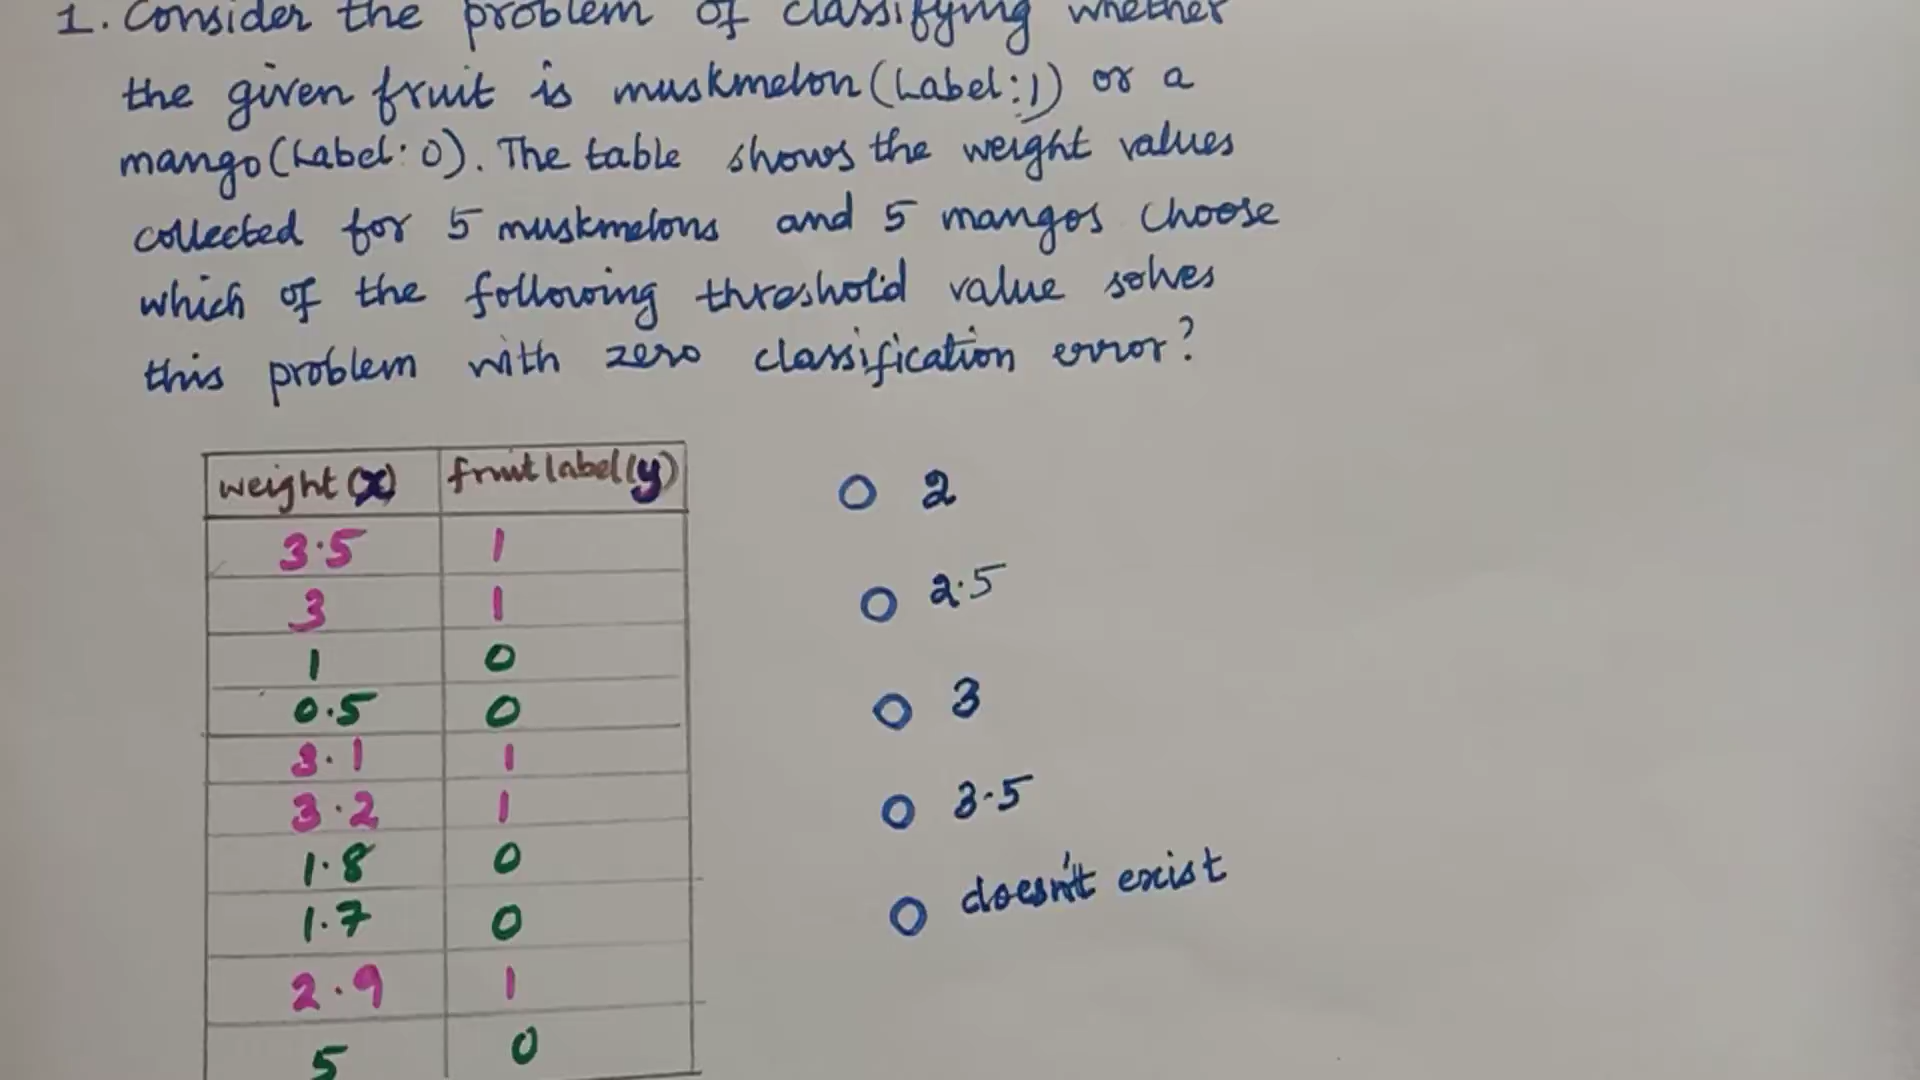 1. Consider the problem of classifying whether
the given fruit is muskmelon (Label:1) or a
mango (Label: 0). The table shows the weight values
collected for 5 muskmelons and 5 mangos choose
which of the following threshold value solves
this problem with zero classification error?
weight (x) fruit label (y)
3.5 1
3 1
1 0
0.5 0
3.1 1
3.2 1
1.8 0
1.7 0
2.9 1
5 0
2
2.5
3
3.5
doesn't exist